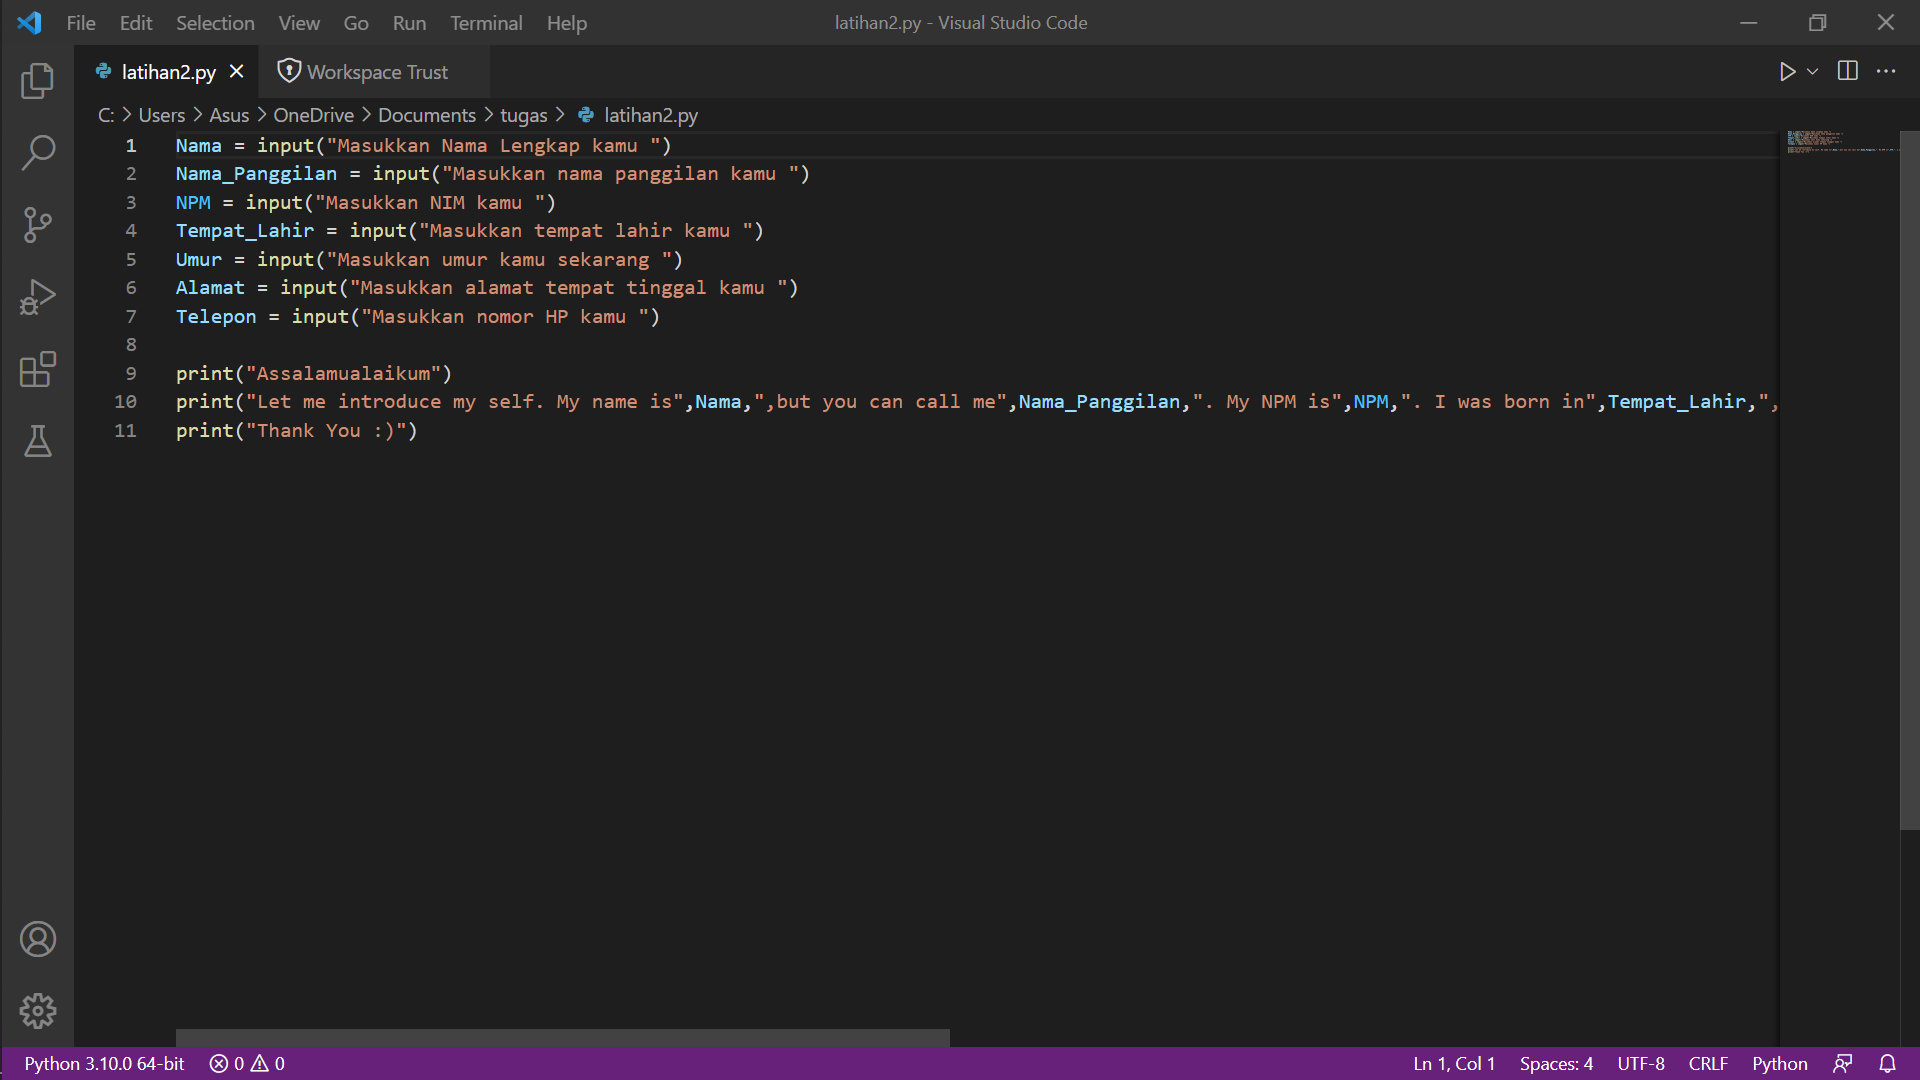 File Edit Selection View Go Run Terminal Help latihan2.py - Visual Studio Code
latihan2.py Workspace Trust
C: > Users > Asus > OneDrive > Documents > tugas > latihan2.py
1 Nama = input("Masukkan Nama Lengkap kamu ")
2 Nama_Panggilan = input("Masukkan nama panggilan kamu ")
3 NPM = input("Masukkan NIM kamu ")
4 Tempat_Lahir = input("Masukkan tempat lahir kamu ")
5 Umur = input("Masukkan umur kamu sekarang ")
6 Alamat = input("Masukkan alamat tempat tinggal kamu ")
7 Telepon = input("Masukkan nomor HP kamu ")
8
9 print("Assalamualaikum")
10 print("Let me introduce my self. My name is",Nama,",but you can call me",Nama_Panggilan,". My NPM is",NPM,". I was born in",Tempat_Lahir,",
11 print("Thank You :)")
Python 3.10.0 64-bit 0 0 Ln 1, Col 1 Spaces: 4 UTF-8 CRLF Python